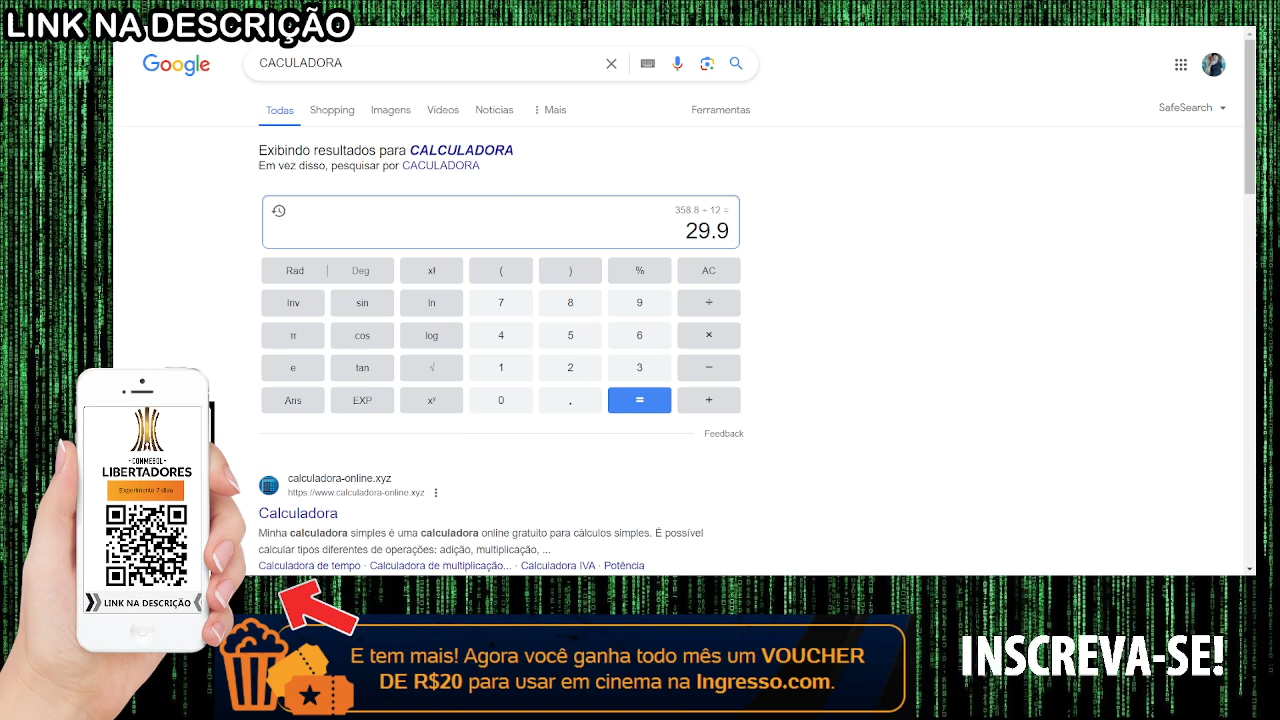 LINK NA DESCRIÇÃO
Google
CACULADORA
Todas Shopping Imagens Vídeos Notícias Mais Ferramentas
SafeSearch
Exibindo resultados para CALCULADORA
Em vez disso, pesquisar por CACULADORA
358.8 ÷ 12 =
29.9
Rad Deg x! ( ) % AC
Inv sin ln 7 8 9 ÷
π cos log 4 5 6 ×
e tan √ 1 2 3 −
Ans EXP xʸ 0 . = +
Feedback
calculadora-online.xyz
https://www.calculadora-online.xyz
Calculadora
Minha calculadora simples é uma calculadora online gratuito para cálculos simples. É possível
calcular tipos diferentes de operações: adição, multiplicação, ...
Calculadora de tempo · Calculadora de multiplicação... · Calculadora IVA · Potência
CONMEBOL
LIBERTADORES
Experimente 7 dias
LINK NA DESCRIÇÃO
E tem mais! Agora você ganha todo mês um VOUCHER
DE R$20 para usar em cinema na Ingresso.com.
INSCREVA-SE!